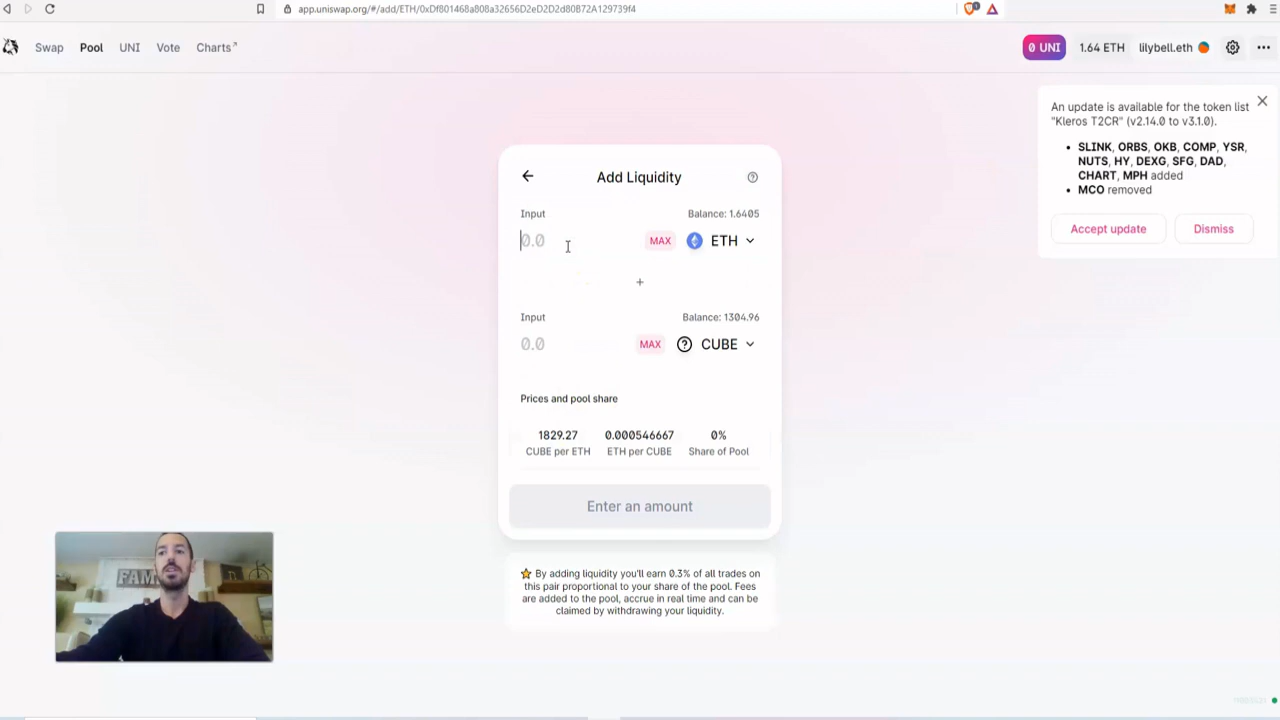 app.uniswap.org/#/add/ETH/0xDf801468a808a32656D2eD2D2d80B72A129739f4
Swap Pool UNI Vote Charts↗ 0 UNI 1.64 ETH lilybell.eth
An update is available for the token list
"Kleros T2CR" (v2.14.0 to v3.1.0).
• SLINK, ORBS, OKB, COMP, YSR,
NUTS, HY, DEXG, SFG, DAD,
CHART, MPH added
• MCO removed
Accept update Dismiss
Add Liquidity
Input Balance: 1.6405
0.0 MAX ETH
+
Input Balance: 1304.96
0.0 MAX CUBE
Prices and pool share
1829.27 0.000546667 0%
CUBE per ETH ETH per CUBE Share of Pool
Enter an amount
⭐ By adding liquidity you'll earn 0.3% of all trades on
this pair proportional to your share of the pool. Fees
are added to the pool, accrue in real time and can be
claimed by withdrawing your liquidity.
FAM